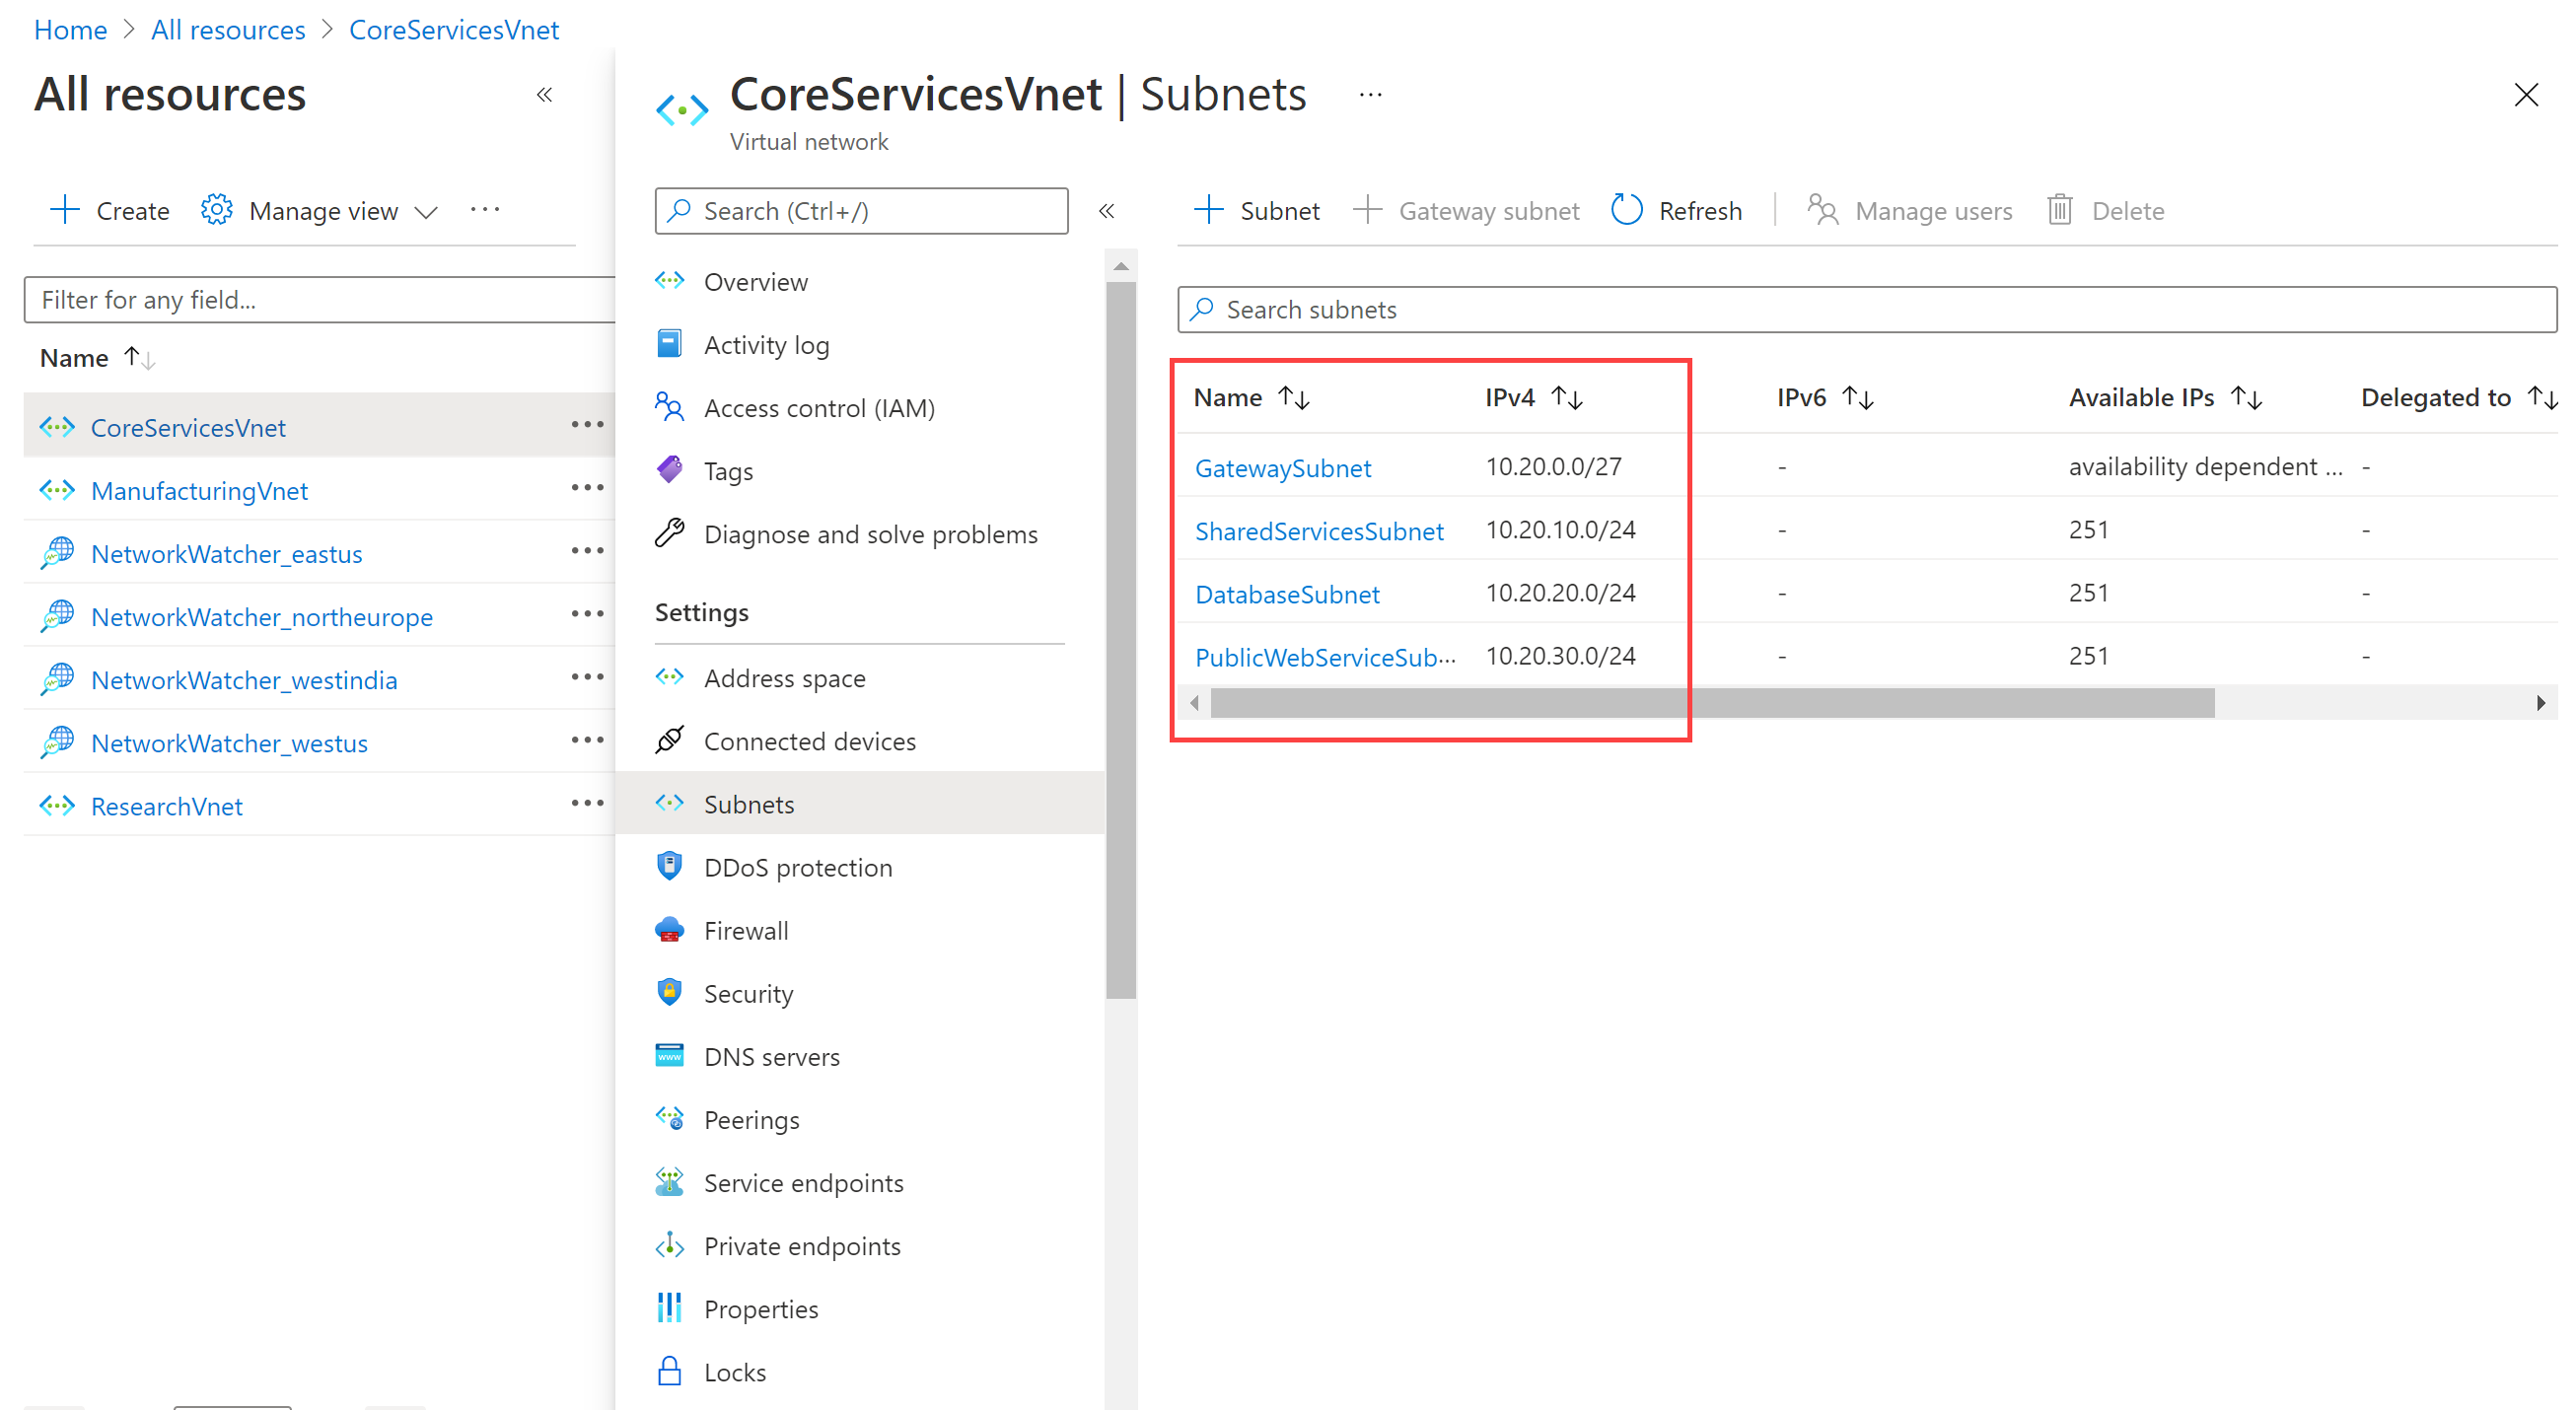 Home > All resources > CoreServicesVnet
All resources «
+ Create Manage view ···
Filter for any field...
Name ↑↓
CoreServicesVnet ···
ManufacturingVnet ···
NetworkWatcher_eastus ···
NetworkWatcher_northeurope ···
NetworkWatcher_westindia ···
NetworkWatcher_westus ···
ResearchVnet ···
CoreServicesVnet | Subnets ···
Virtual network
Search (Ctrl+/) «
Overview
Activity log
Access control (IAM)
Tags
Diagnose and solve problems
Settings
Address space
Connected devices
Subnets
DDoS protection
Firewall
Security
DNS servers
Peerings
Service endpoints
Private endpoints
Properties
Locks
+ Subnet + Gateway subnet Refresh | Manage users Delete
Search subnets
Name ↑↓ IPv4 ↑↓ IPv6 ↑↓ Available IPs ↑↓ Delegated to ↑↓
GatewaySubnet 10.20.0.0/27 - availability dependent ... -
SharedServicesSubnet 10.20.10.0/24 - 251 -
DatabaseSubnet 10.20.20.0/24 - 251 -
PublicWebServiceSub··· 10.20.30.0/24 - 251 -